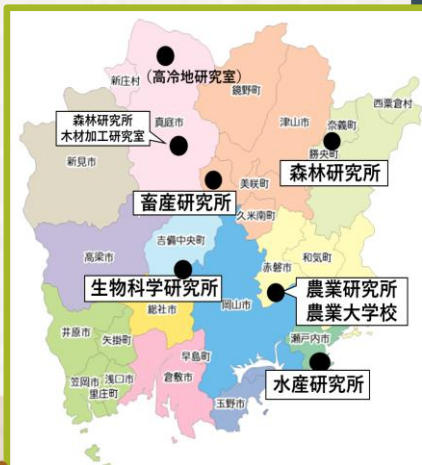 新庄村
(高冷地研究室)
鏡野町
西粟倉村
津山市
奈義町
森林研究所
木材加工研究室
真庭市
勝央町
新見市
森林研究所
美咲町
畜産研究所
久米南町
吉備中央町
高梁市
和気町
赤磐市
生物科学研究所
岡山市
農業研究所
農業大学校
総社市
井原市
矢掛町
早島町
瀬戸内市
笠岡市
浅口市
里庄町
倉敷市
水産研究所
玉野市